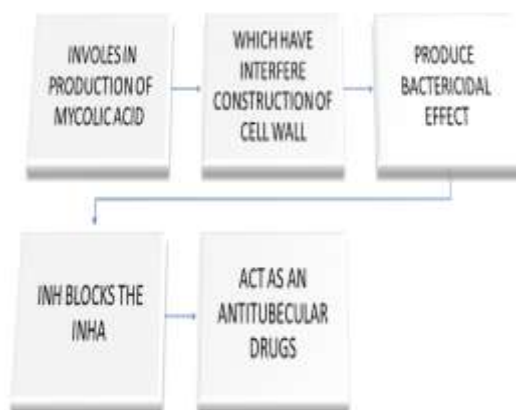 INVOLES IN
PRODUCTION OF
MYCOLIC ACID
WHICH HAVE
INTERFERE
CONSTRUCTION OF
CELL WALL
PRODUCE
BACTERICIDAL
EFFECT
INH BLOCKS THE
INHA
ACT AS AN
ANTITUBECULAR
DRUGS